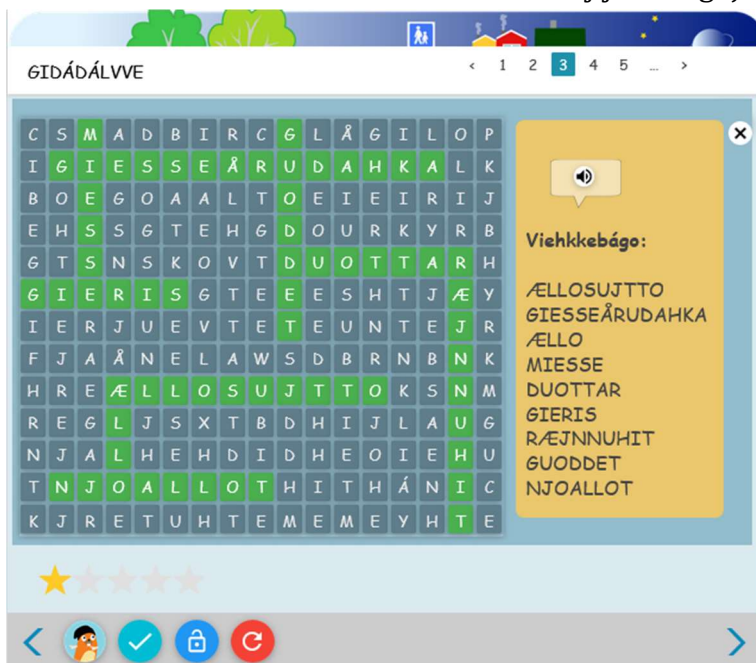 GIDÁDÁLVVE
< 1 2 3 4 5 ... >
C S M A D B I R C G L Å G I L O P
I G I E S S E Å R U D A H K A L K
B O E G O A A L T O E I E I R I J
E H S S G T E H G D O U R K Y R B
G T S N S K O V T D U O T T A R H
G I E R I S G T E E E S H T J Æ Y
I E R J U E V T E T E U N T E J R
F J A Å N E L A W S D B R N B N K
H R E Æ L L O S U J T T O K S N M
R E G L J S X T B D H I J L A U G
N J A L H E H D I D H E O I E H U
T N J O A L L O T H I T H Á N I C
K J R E T U H T E M E M E Y H T E
Viehkkebágo:
ÆLLOSUJTTO
GIESSEÅRUDAHKA
ÆLLO
MIESSE
DUOTTAR
GIERIS
RÆJNNUHIT
GUODDET
NJOALLOT